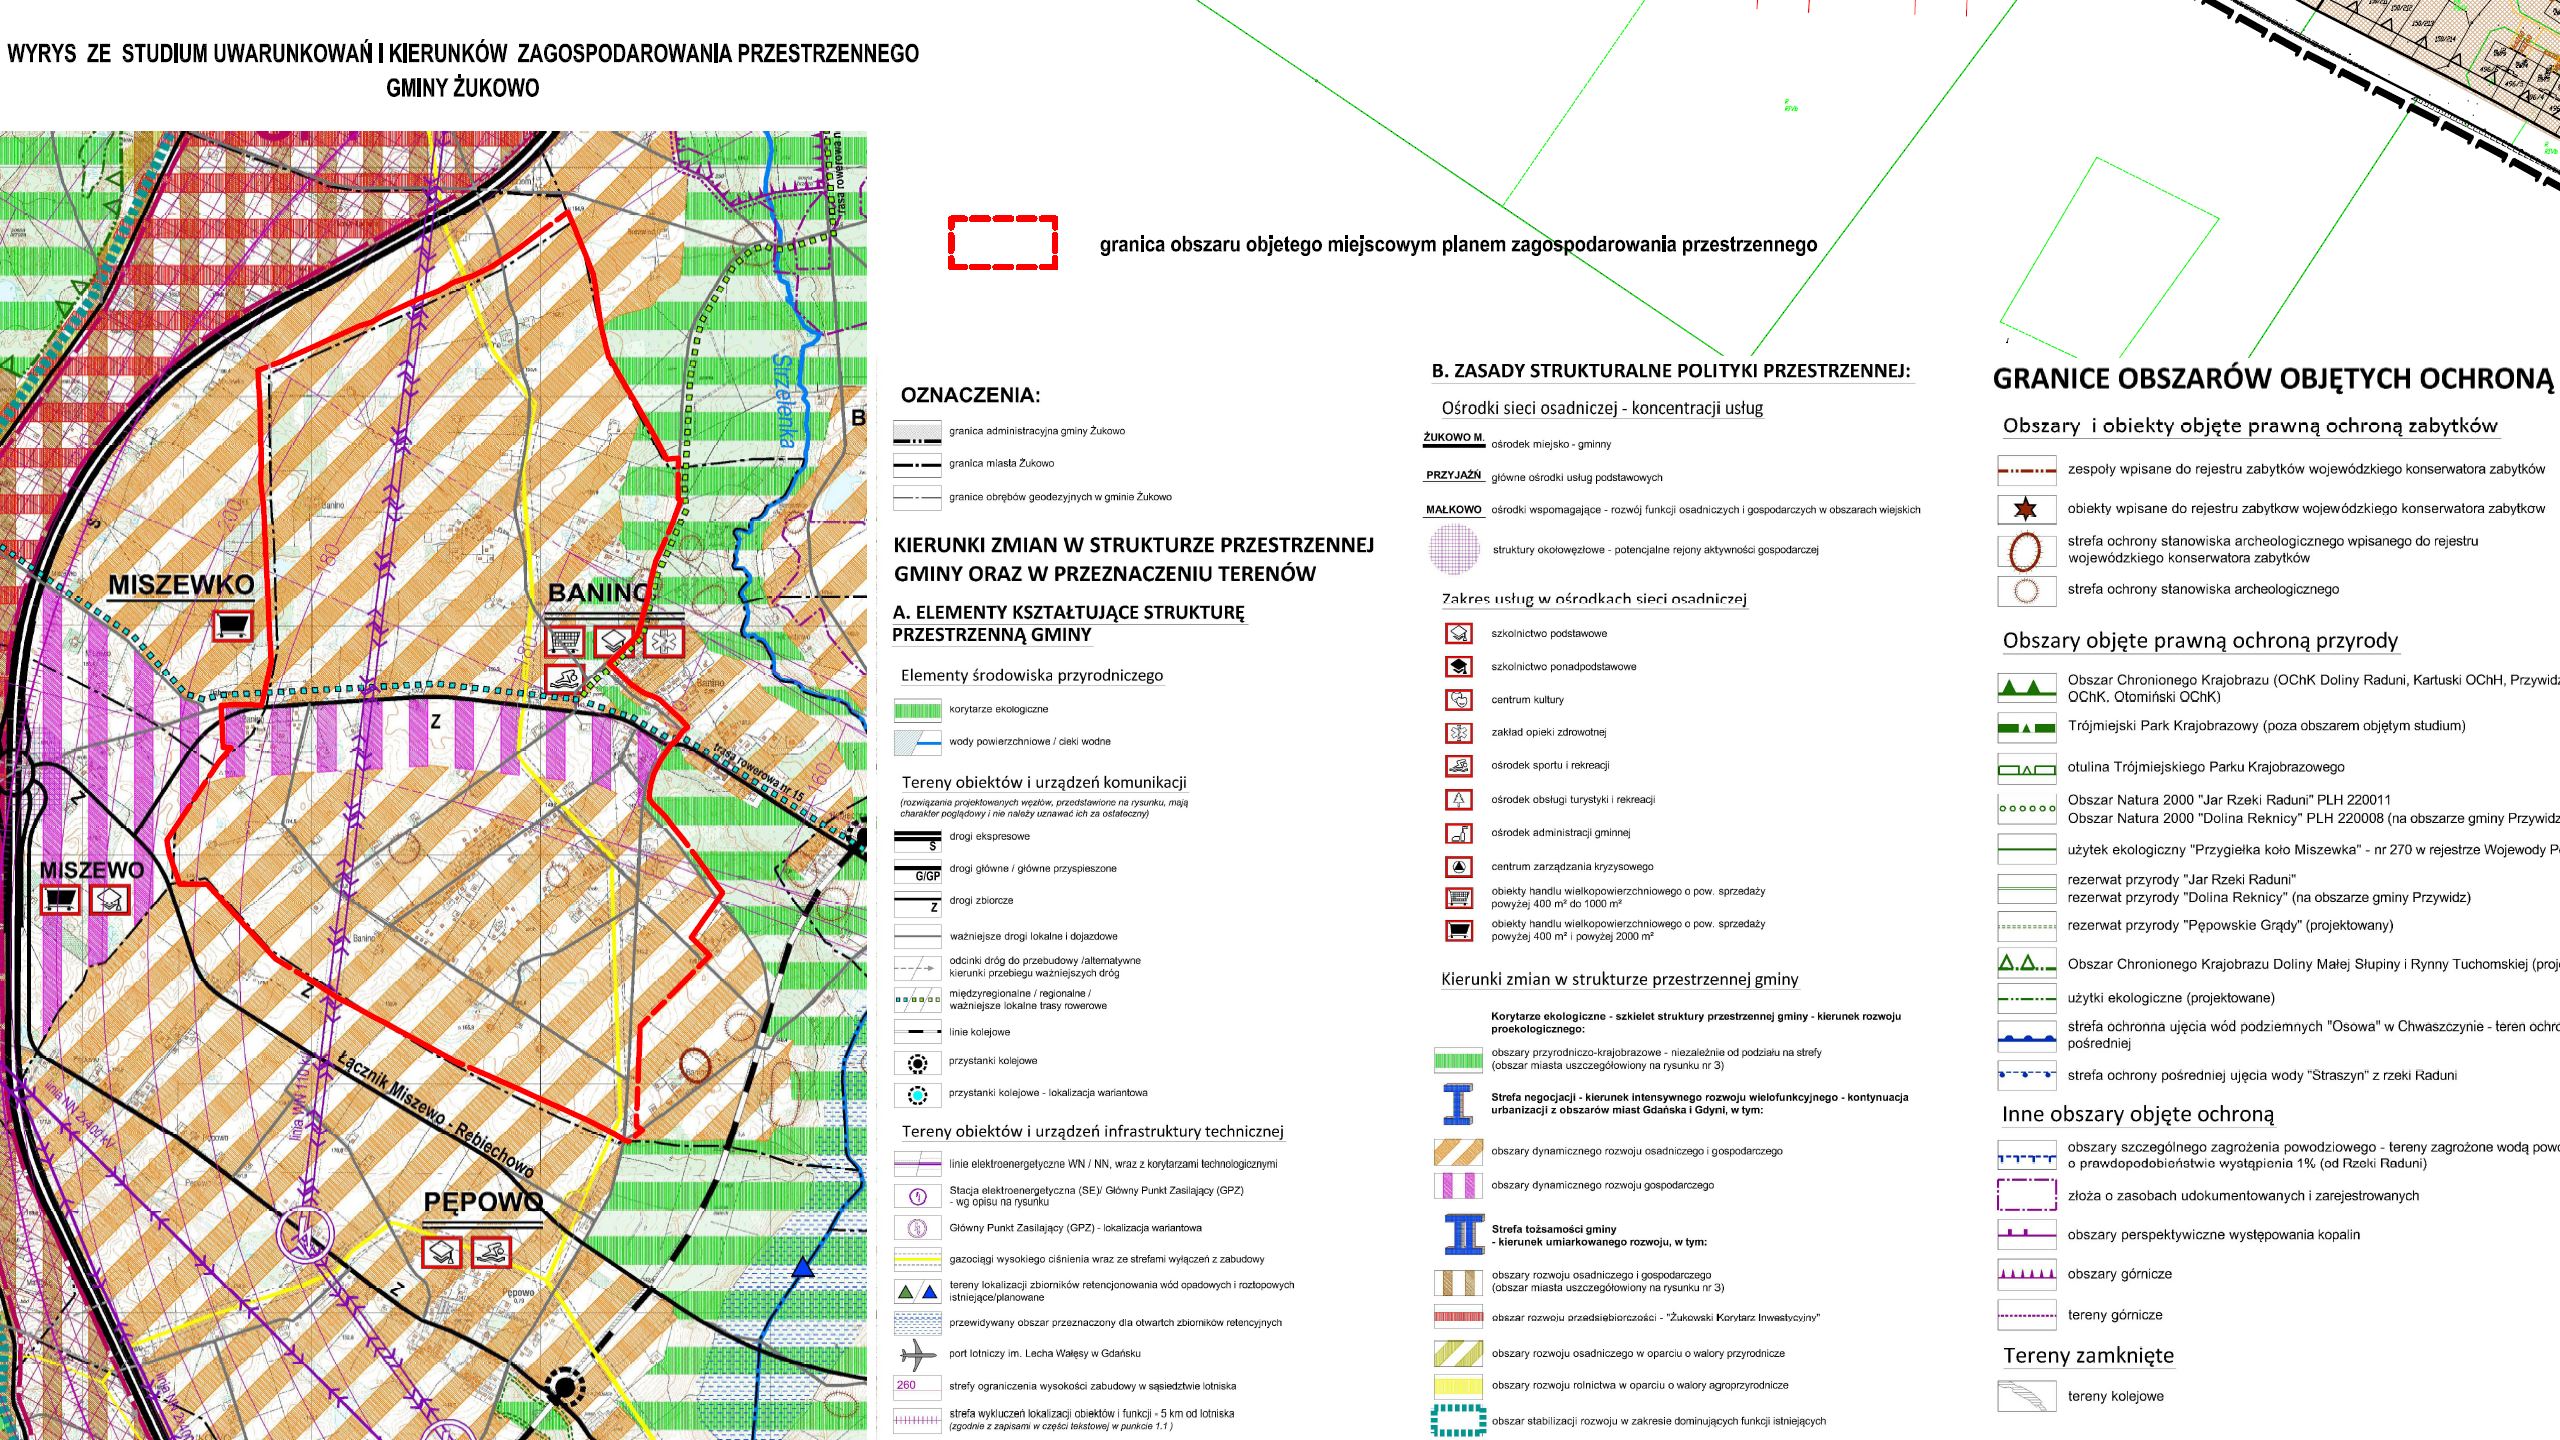 WYRYS ZE STUDIUM UWARUNKOWAŃ I KIERUNKÓW ZAGOSPODAROWANIA PRZESTRZENNEGO
GMINY ŻUKOWO
granica obszaru objetego miejscowym planem zagospodarowania przestrzennego
MISZEWKO
BANINO
MISZEWO
PĘPOWO
Strzelenka
B
Z
Z
Z
Z
S
trasa rowerowa nr 15
Łącznik Miszewo - Rębiechowo
linia WN 110 k
linia NN 2x400 kV
Banino
Banino
Banino
Pępowo
OZNACZENIA:
granica administracyjna gminy Żukowo
granica miasta Żukowo
granice obrębów geodezyjnych w gminie Żukowo
KIERUNKI ZMIAN W STRUKTURZE PRZESTRZENNEJ
GMINY ORAZ W PRZEZNACZENIU TERENÓW
A. ELEMENTY KSZTAŁTUJĄCE STRUKTURĘ
PRZESTRZENNĄ GMINY
Elementy środowiska przyrodniczego
korytarze ekologiczne
wody powierzchniowe / cieki wodne
Tereny obiektów i urządzeń komunikacji
(rozwiązania projektowanych węzłów, przedstawione na rysunku, mają
charakter poglądowy i nie należy uznawać ich za ostateczny)
S drogi ekspresowe
G/GP drogi główne / główne przyspieszone
Z drogi zbiorcze
ważniejsze drogi lokalne i dojazdowe
odcinki dróg do przebudowy /alternatywne
kierunki przebiegu ważniejszych dróg
międzyregionalne / regionalne /
ważniejsze lokalne trasy rowerowe
linie kolejowe
przystanki kolejowe
przystanki kolejowe - lokalizacja wariantowa
Tereny obiektów i urządzeń infrastruktury technicznej
linie elektroenergetyczne WN / NN, wraz z korytarzami technologicznymi
Stacja elektroenergetyczna (SE)/ Główny Punkt Zasilający (GPZ)
- wg opisu na rysunku
Główny Punkt Zasilający (GPZ) - lokalizacja wariantowa
gazociągi wysokiego ciśnienia wraz ze strefami wyłączeń z zabudowy
tereny lokalizacji zbiorników retencjonowania wód opadowych i roztopowych
istniejące/planowane
przewidywany obszar przeznaczony dla otwartch zbiorników retencyjnych
port lotniczy im. Lecha Wałęsy w Gdańsku
260 strefy ograniczenia wysokości zabudowy w sąsiedztwie lotniska
strefa wykluczeń lokalizacji obiektów i funkcji - 5 km od lotniska
(zgodnie z zapisami w części tekstowej w punkcie 1.1 )
B. ZASADY STRUKTURALNE POLITYKI PRZESTRZENNEJ:
Ośrodki sieci osadniczej - koncentracji usług
ŻUKOWO M. ośrodek miejsko - gminny
PRZYJAŹŃ główne ośrodki usług podstawowych
MAŁKOWO ośrodki wspomagające - rozwój funkcji osadniczych i gospodarczych w obszarach wiejskich
struktury okołowęzłowe - potencjalne rejony aktywności gospodarczej
Zakres usług w ośrodkach sieci osadniczej
szkolnictwo podstawowe
szkolnictwo ponadpodstawowe
centrum kultury
zakład opieki zdrowotnej
ośrodek sportu i rekreacji
ośrodek obsługi turystyki i rekreacji
ośrodek administracji gminnej
centrum zarządzania kryzysowego
obiekty handlu wielkopowierzchniowego o pow. sprzedaży
powyżej 400 m² do 1000 m²
obiekty handlu wielkopowierzchniowego o pow. sprzedaży
powyżej 400 m² i powyżej 2000 m²
Kierunki zmian w strukturze przestrzennej gminy
Korytarze ekologiczne - szkielet struktury przestrzennej gminy - kierunek rozwoju
proekologicznego:
obszary przyrodniczo-krajobrazowe - niezależnie od podziału na strefy
(obszar miasta uszczegółowiony na rysunku nr 3)
Strefa negocjacji - kierunek intensywnego rozwoju wielofunkcyjnego - kontynuacja
urbanizacji z obszarów miast Gdańska i Gdyni, w tym:
obszary dynamicznego rozwoju osadniczego i gospodarczego
obszary dynamicznego rozwoju gospodarczego
Strefa tożsamości gminy
- kierunek umiarkowanego rozwoju, w tym:
obszary rozwoju osadniczego i gospodarczego
(obszar miasta uszczegółowiony na rysunku nr 3)
obszar rozwoju przedsiębiorczości - "Żukowski Korytarz Inwestycyjny"
obszary rozwoju osadniczego w oparciu o walory przyrodnicze
obszary rozwoju rolnictwa w oparciu o walory agroprzyrodnicze
obszar stabilizacji rozwoju w zakresie dominujących funkcji istniejących
GRANICE OBSZARÓW OBJĘTYCH OCHRONĄ
Obszary i obiekty objęte prawną ochroną zabytków
zespoły wpisane do rejestru zabytków wojewódzkiego konserwatora zabytków
obiekty wpisane do rejestru zabytkow wojewódzkiego konserwatora zabytkow
strefa ochrony stanowiska archeologicznego wpisanego do rejestru
wojewódzkiego konserwatora zabytków
strefa ochrony stanowiska archeologicznego
Obszary objęte prawną ochroną przyrody
Obszar Chronionego Krajobrazu (OChK Doliny Raduni, Kartuski OChH, Przywidz
OChK, Otomiński OChK)
Trójmiejski Park Krajobrazowy (poza obszarem objętym studium)
otulina Trójmiejskiego Parku Krajobrazowego
Obszar Natura 2000 "Jar Rzeki Raduni" PLH 220011
Obszar Natura 2000 "Dolina Reknicy" PLH 220008 (na obszarze gminy Przywidz
użytek ekologiczny "Przygiełka koło Miszewka" - nr 270 w rejestrze Wojewody P
rezerwat przyrody "Jar Rzeki Raduni"
rezerwat przyrody "Dolina Reknicy" (na obszarze gminy Przywidz)
rezerwat przyrody "Pępowskie Grądy" (projektowany)
Obszar Chronionego Krajobrazu Doliny Małej Słupiny i Rynny Tuchomskiej (proj
użytki ekologiczne (projektowane)
strefa ochronna ujęcia wód podziemnych "Osowa" w Chwaszczynie - teren ochro
pośredniej
strefa ochrony pośredniej ujęcia wody "Straszyn" z rzeki Raduni
Inne obszary objęte ochroną
obszary szczególnego zagrożenia powodziowego - tereny zagrożone wodą powo
o prawdopodobieństwie wystąpienia 1% (od Rzeki Raduni)
złoża o zasobach udokumentowanych i zarejestrowanych
obszary perspektywiczne występowania kopalin
obszary górnicze
tereny górnicze
Tereny zamknięte
tereny kolejowe